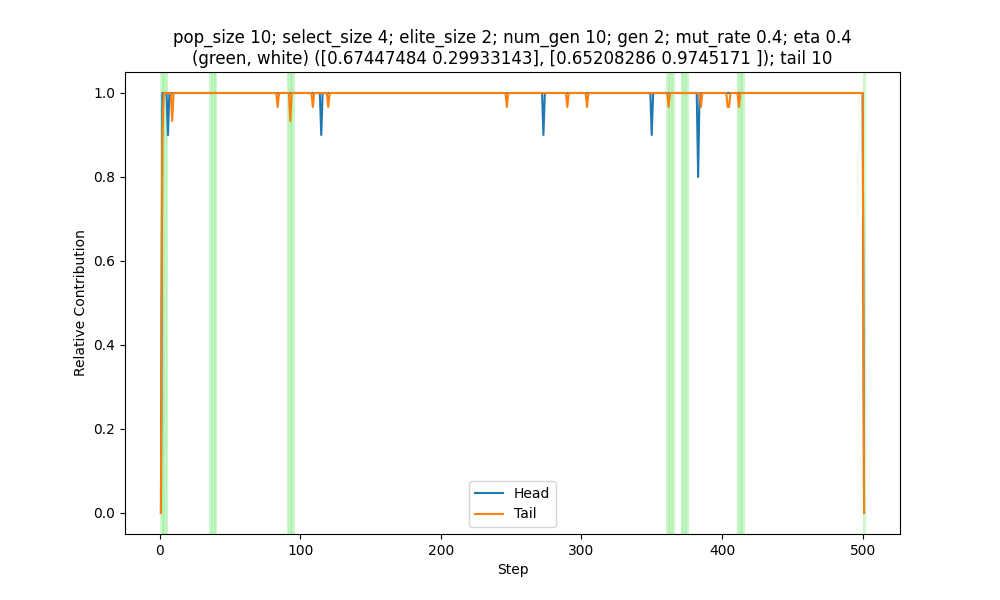 pop_size 10; select_size 4; elite_size 2; num_gen 10; gen 2; mut_rate 0.4; eta 0.4
(green, white) ([0.67447484 0.29933143], [0.65208286 0.9745171 ]); tail 10
1.0
0.8
0.6
0.4
0.2
0.0
Relative Contribution
Head
Tail
0 100 200 300 400 500
Step